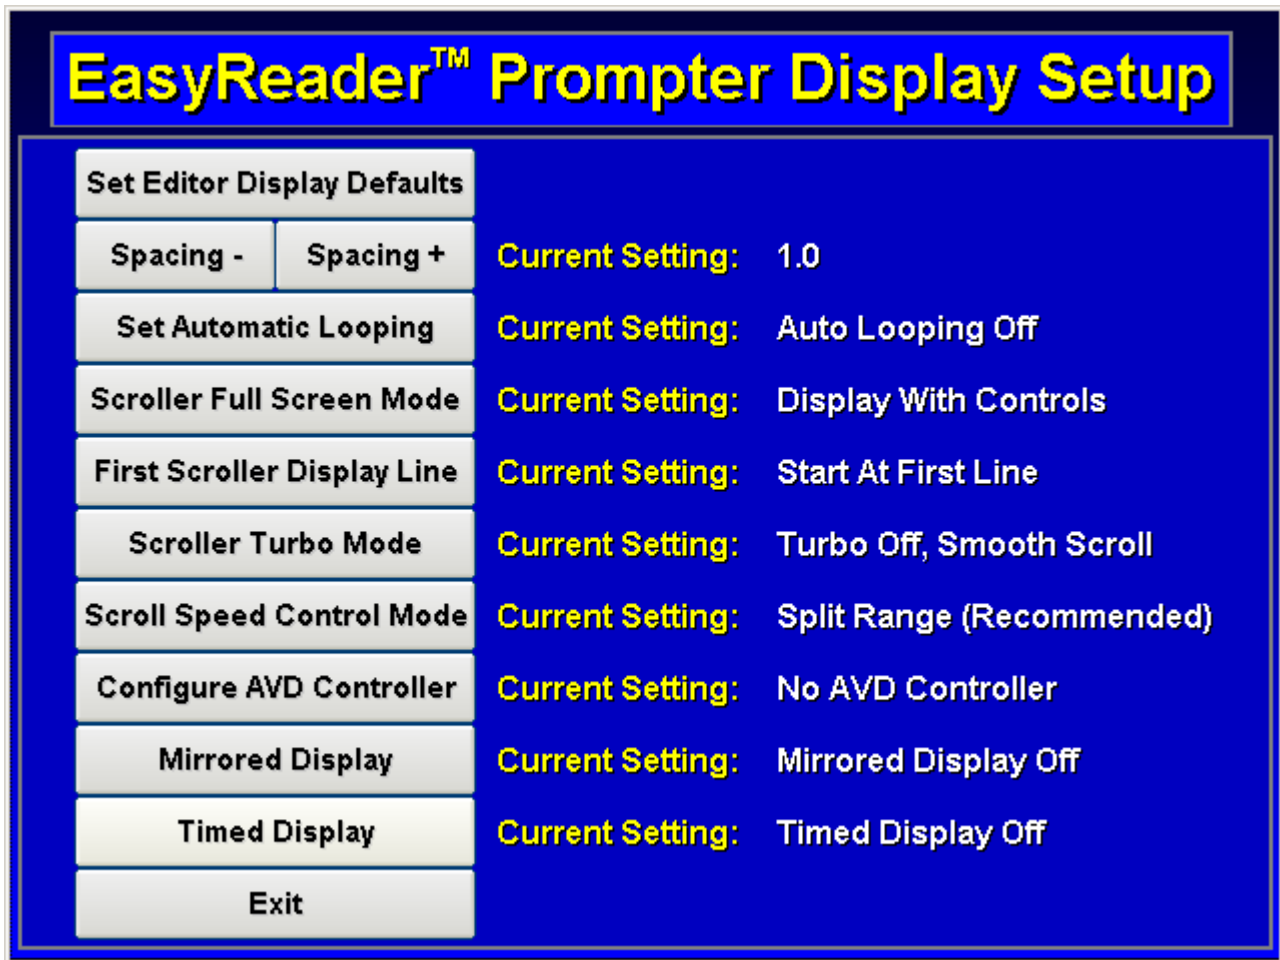 EasyReader™ Prompter Display Setup
Set Editor Display Defaults
Spacing - Spacing + Current Setting: 1.0
Set Automatic Looping Current Setting: Auto Looping Off
Scroller Full Screen Mode Current Setting: Display With Controls
First Scroller Display Line Current Setting: Start At First Line
Scroller Turbo Mode Current Setting: Turbo Off, Smooth Scroll
Scroll Speed Control Mode Current Setting: Split Range (Recommended)
Configure AVD Controller Current Setting: No AVD Controller
Mirrored Display Current Setting: Mirrored Display Off
Timed Display Current Setting: Timed Display Off
Exit